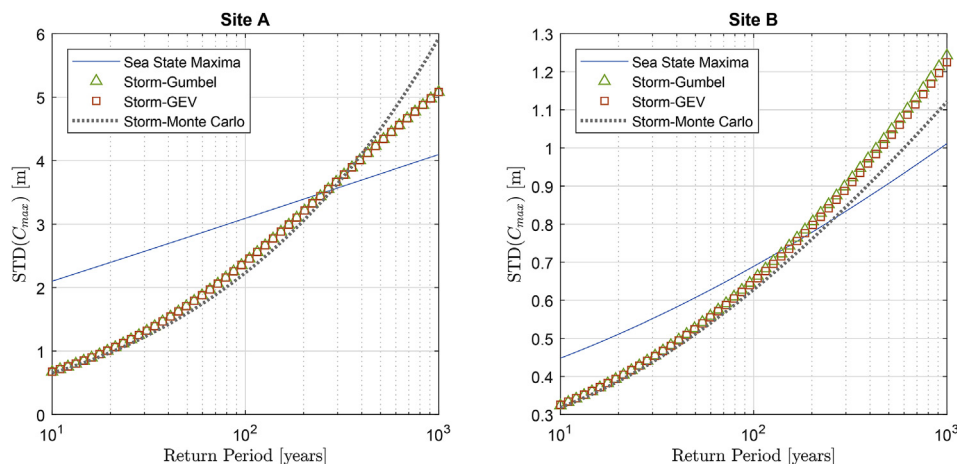 Site A
6
5
4
3
2
1
0
STD(C_max) [m]
Sea State Maxima
Storm-Gumbel
Storm-GEV
Storm-Monte Carlo
10^1 10^2 10^3
Return Period [years]
Site B
1.3
1.2
1.1
1
0.9
0.8
0.7
0.6
0.5
0.4
0.3
STD(C_max) [m]
Sea State Maxima
Storm-Gumbel
Storm-GEV
Storm-Monte Carlo
10^1 10^2 10^3
Return Period [years]